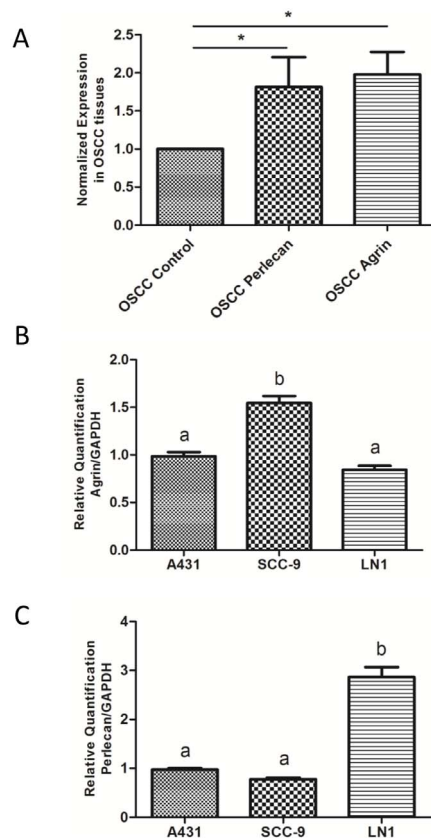 A
*
*
Normalized Expression
in OSCC tissues
2.5
2.0
1.5
1.0
0.5
0.0
OSCC Control
OSCC Perlecan
OSCC Agrin
B
Relative Quantification
Agrin/GAPDH
2.0
1.5
1.0
0.5
0.0
a
b
a
A431
SCC-9
LN1
C
Relative Quantification
Perlecan/GAPDH
4
3
2
1
0
a
a
b
A431
SCC-9
LN1